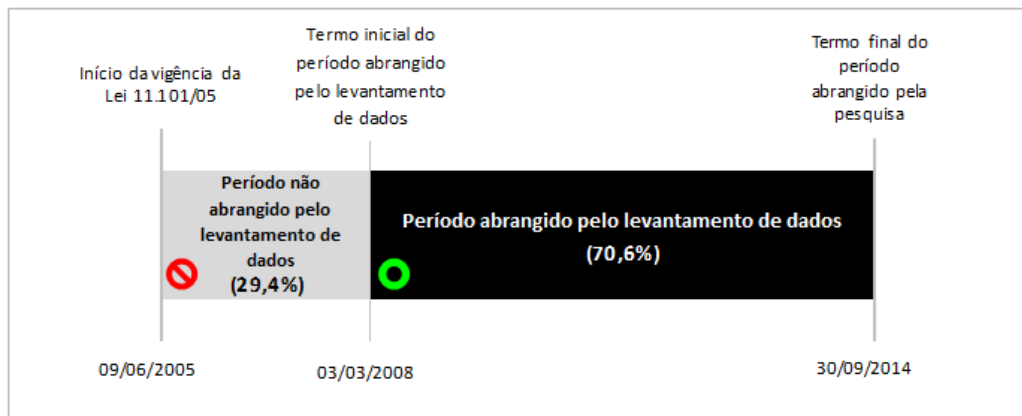 Início da vigência da
Lei 11.101/05
Termo inicial do
período abrangido
pelo levantamento
de dados
Termo final do
período
abrangido pela
pesquisa
Período não
abrangido pelo
levantamento de
dados
(29,4%)
Período abrangido pelo levantamento de dados
(70,6%)
09/06/2005
03/03/2008
30/09/2014